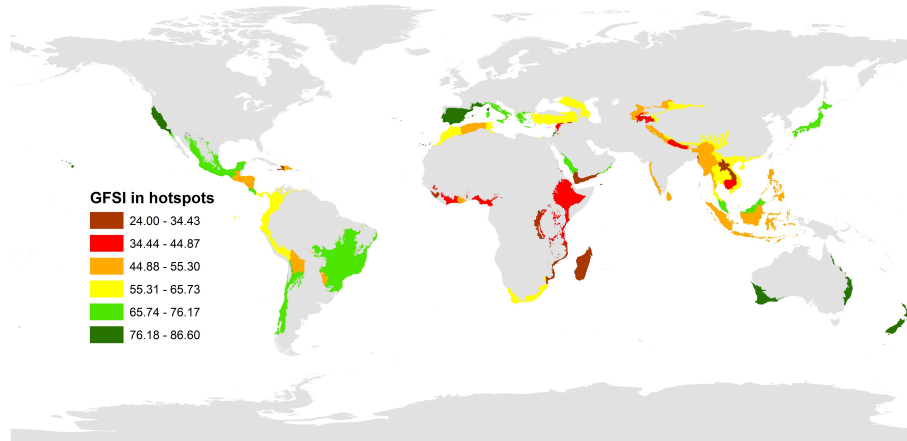 GFSI in hotspots
24.00 - 34.43
34.44 - 44.87
44.88 - 55.30
55.31 - 65.73
65.74 - 76.17
76.18 - 86.60